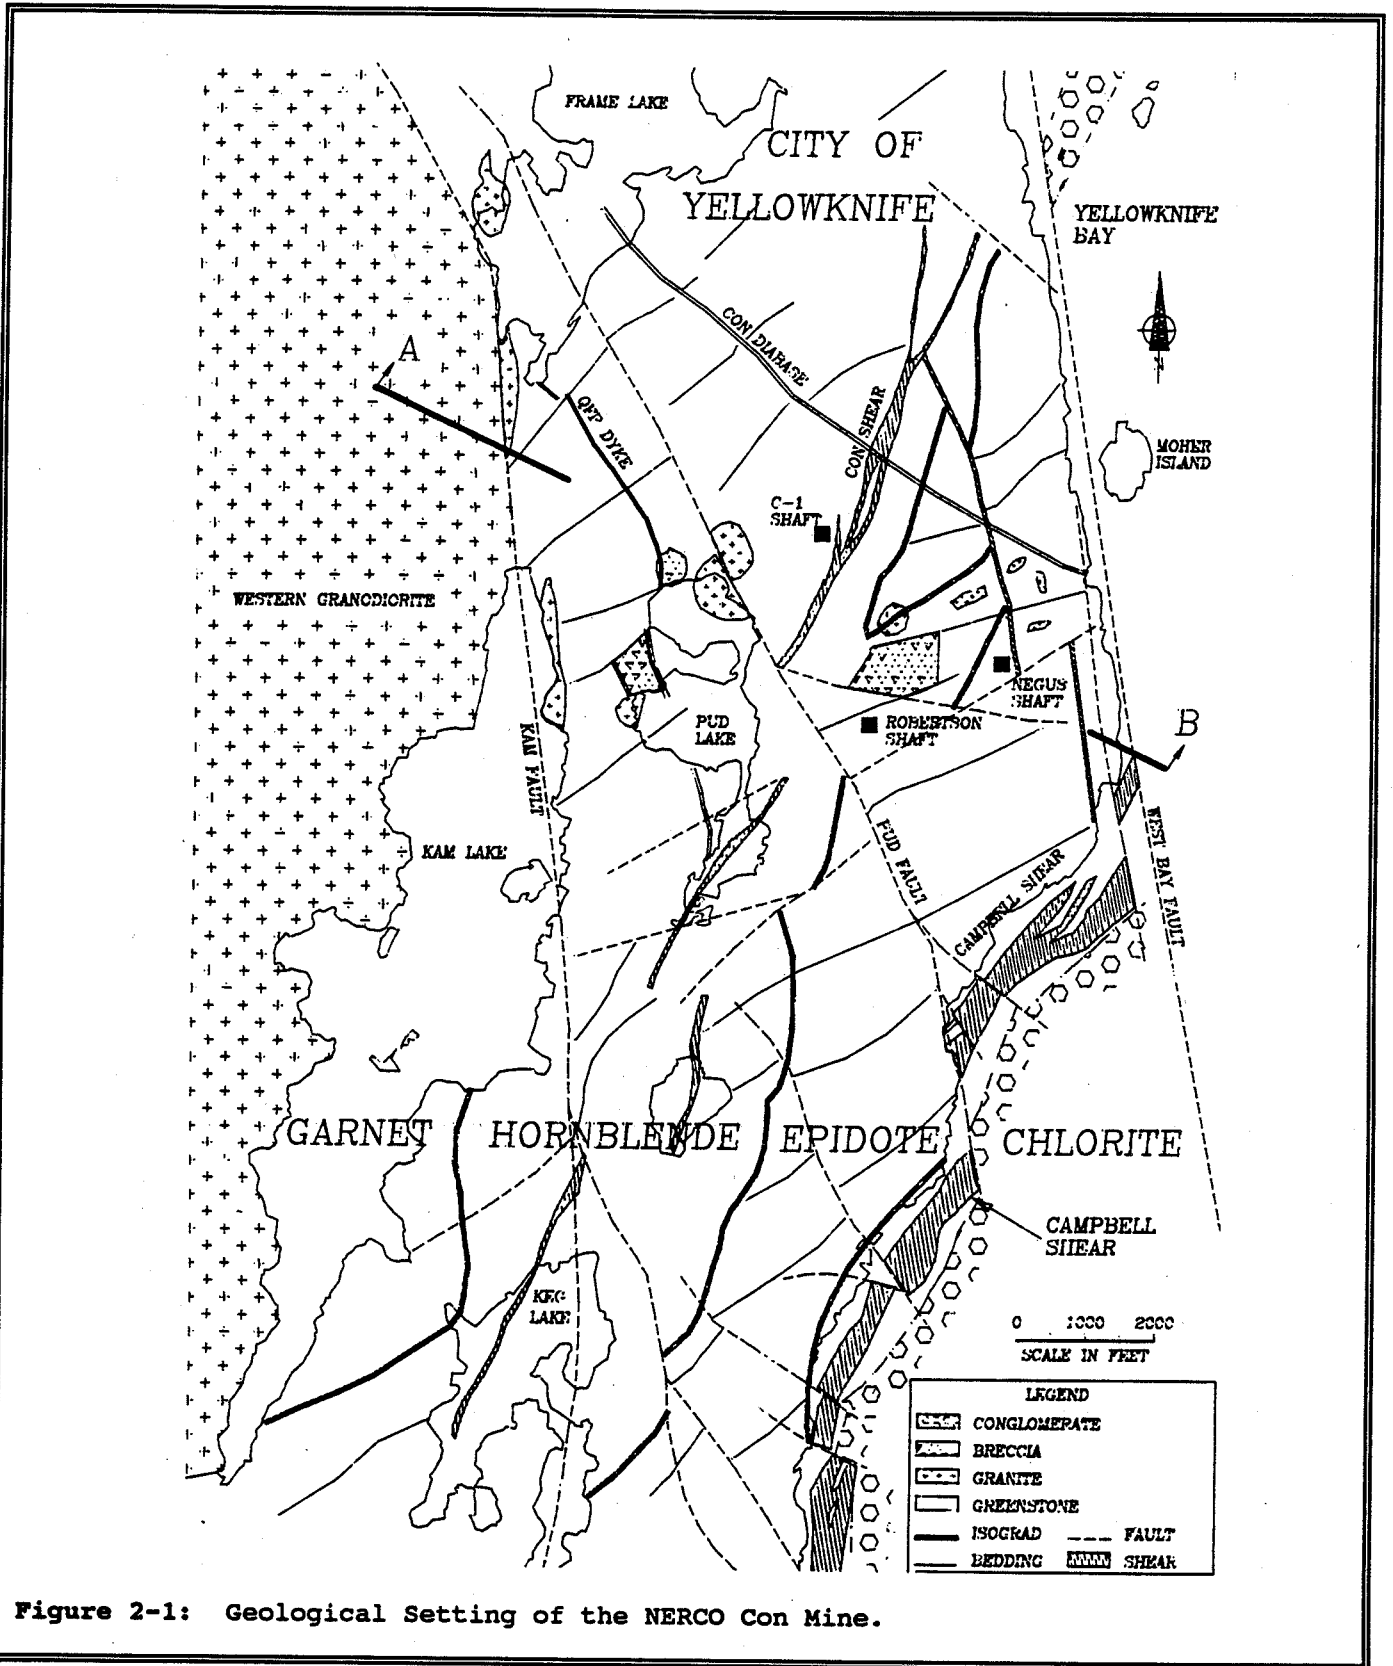 FRAME LAKE
CITY OF
YELLOWKNIFE
YELLOWKNIFE
BAY
A
CON DIABASE
N
QFP DYKE
CON SHEAR
MOHER
ISLAND
C-1
SHAFT
WESTERN GRANODIORITE
NEGUS
SHAFT
PUD
LAKE
ROBERTSON
SHAFT
B
KAM FAULT
KAM LAKE
PUD FAULT
WEST BAY FAULT
CAMPBELL SHEAR
GARNET HORNBLENDE EPIDOTE CHLORITE
CAMPBELL
SHEAR
KEG
LAKE
0 1000 2000
SCALE IN FEET
LEGEND
CONGLOMERATE
BRECCIA
GRANITE
GREENSTONE
ISOGRAD FAULT
BEDDING SHEAR
Figure 2-1: Geological Setting of the NERCO Con Mine.